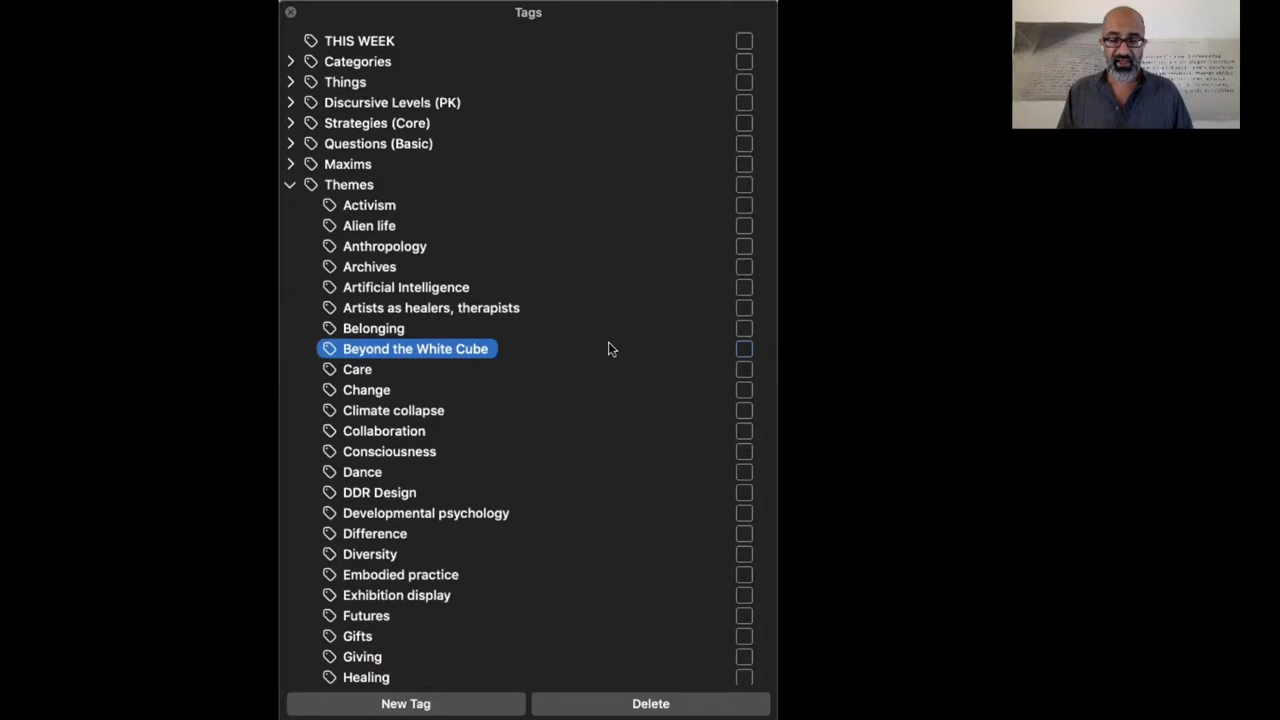 Tags
THIS WEEK
Categories
Things
Discursive Levels (PK)
Strategies (Core)
Questions (Basic)
Maxims
Themes
Activism
Alien life
Anthropology
Archives
Artificial Intelligence
Artists as healers, therapists
Belonging
Beyond the White Cube
Care
Change
Climate collapse
Collaboration
Consciousness
Dance
DDR Design
Developmental psychology
Difference
Diversity
Embodied practice
Exhibition display
Futures
Gifts
Giving
Healing
New Tag
Delete